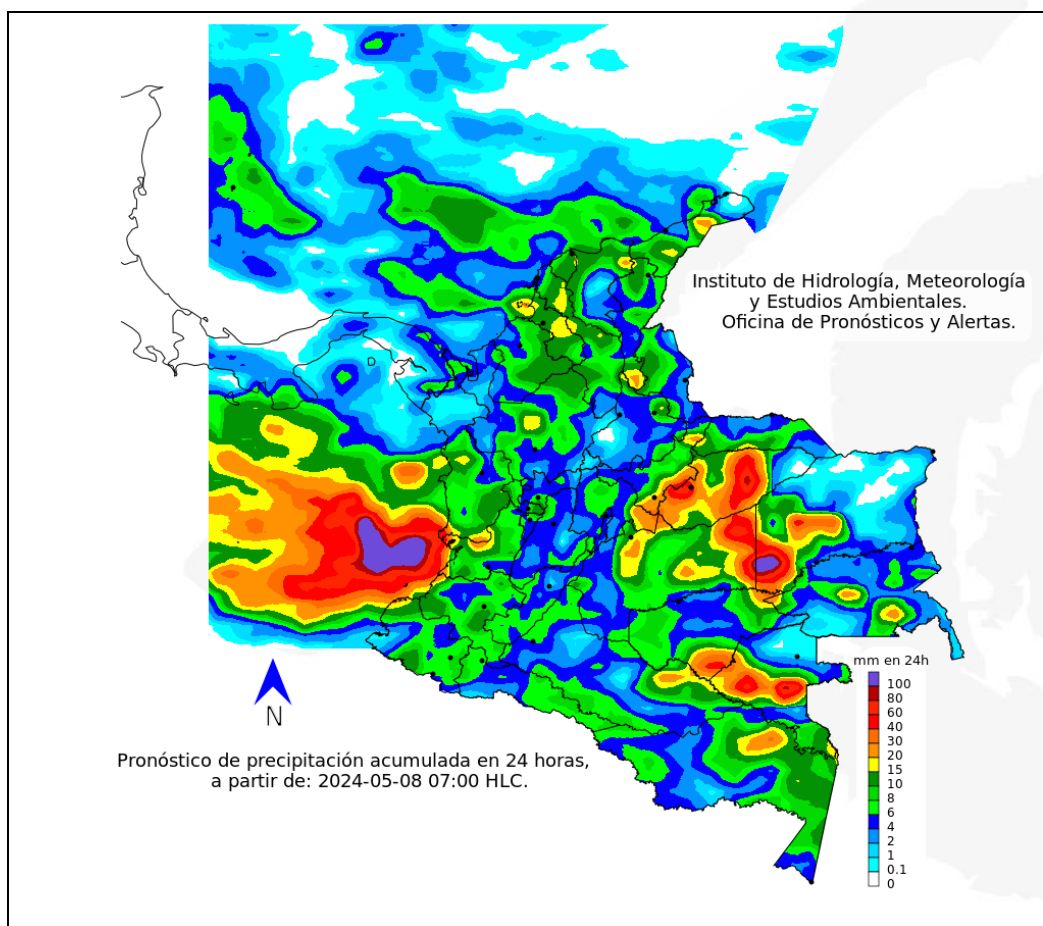 Instituto de Hidrología, Meteorología
y Estudios Ambientales.
Oficina de Pronósticos y Alertas.
mm en 24h
100
80
60
40
30
20
15
10
8
6
4
2
1
0.1
0
N
Pronóstico de precipitación acumulada en 24 horas,
a partir de: 2024-05-08 07:00 HLC.